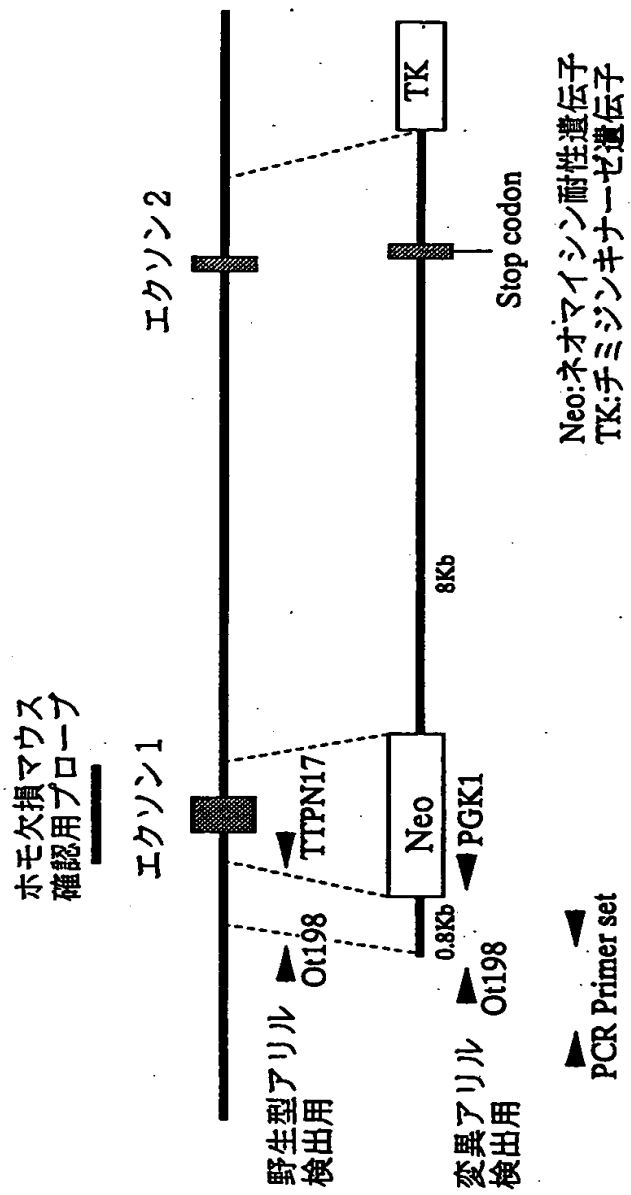 ホモ欠損マウス
確認用プローブ
エクソン1
エクソン2
野生型アリル
検出用
Ot198
TTPN17
変異アリル
検出用
Ot198
PGK1
0.8Kb
Neo
8Kb
Stop codon
TK
PCR Primer set
Neo:ネオマイシン耐性遺伝子
TK:チミジンキナーゼ遺伝子